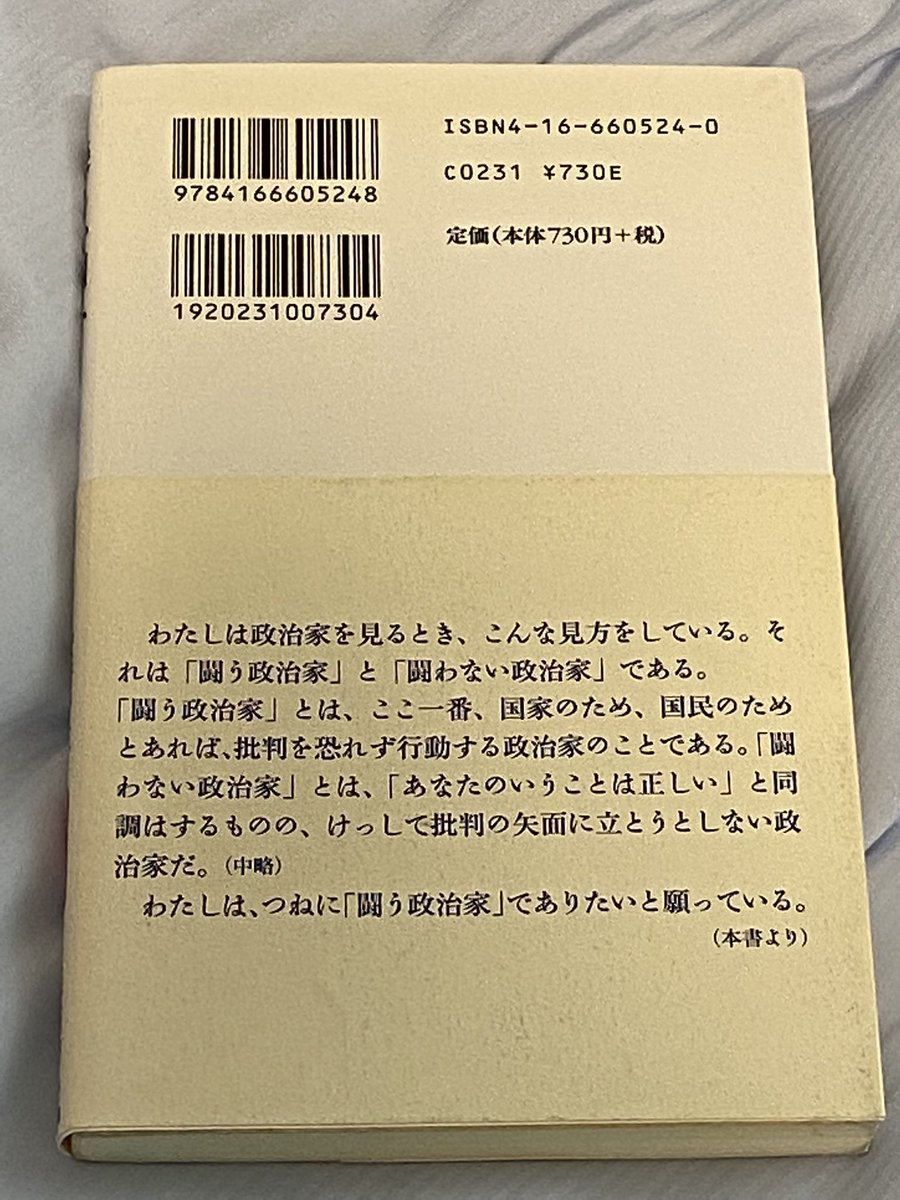 ISBN4-16-660524-0
9784166605248
C0231 ¥730E
定価(本体730円+税)
1920231007304
わたしは政治家を見るとき、こんな見方をしている。そ
れは「闘う政治家」と「闘わない政治家」である。
「闘う政治家」とは、ここ一番、国家のため、国民のため
とあれば、批判を恐れず行動する政治家のことである。「闘
わない政治家」とは、「あなたのいうことは正しい」と同
調はするものの、けっして批判の矢面に立とうとしない政
治家だ。(中略)
わたしは、つねに「闘う政治家」でありたいと願っている。
(本書より)